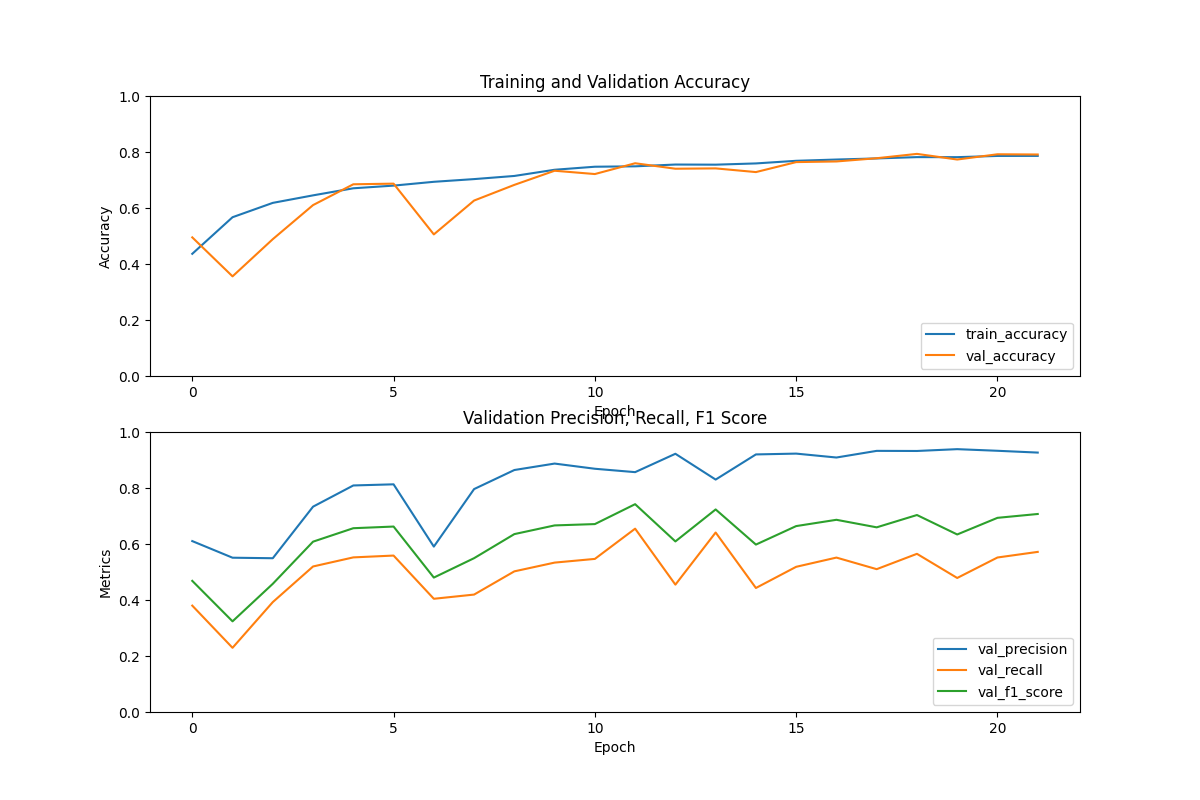 Training and Validation Accuracy
1.0
0.8
0.6
0.4
0.2
0.0
Accuracy
train_accuracy
val_accuracy
0 5 10 15 20
Epoch
Validation Precision, Recall, F1 Score
1.0
0.8
0.6
0.4
0.2
0.0
Metrics
val_precision
val_recall
val_f1_score
0 5 10 15 20
Epoch